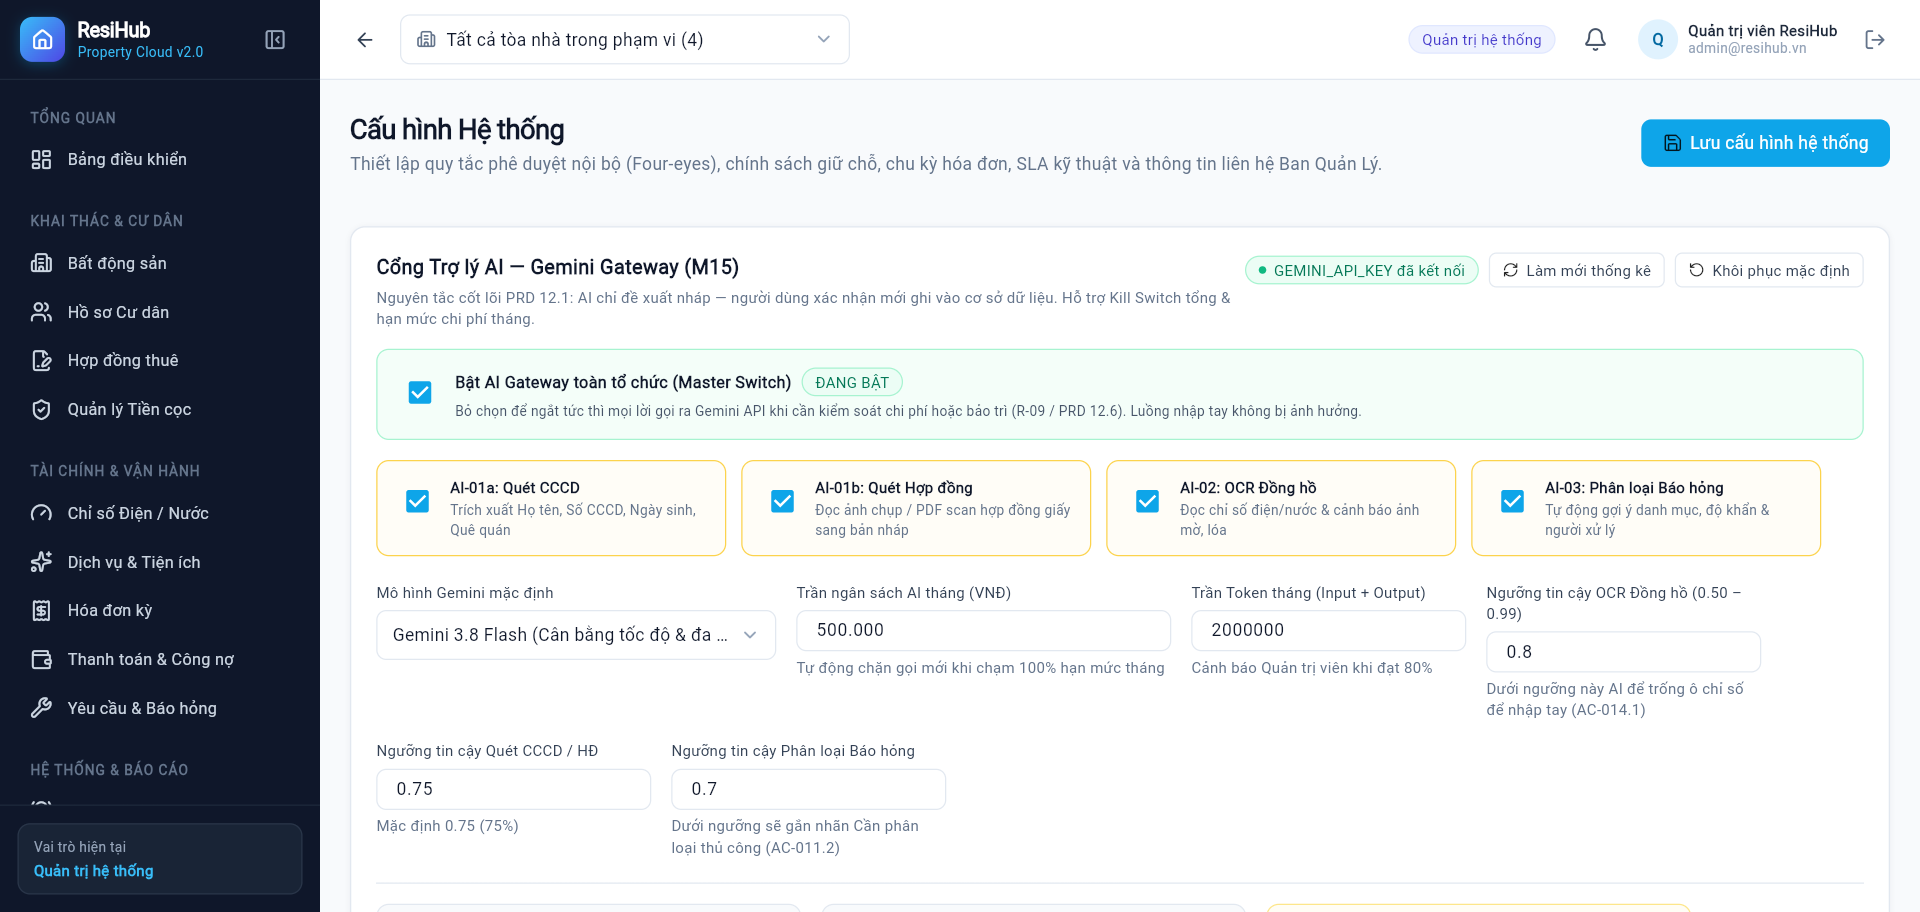 ResiHub
Property Cloud v2.0
TỔNG QUAN
Bảng điều khiển
KHAI THÁC & CƯ DÂN
Bất động sản
Hồ sơ Cư dân
Hợp đồng thuê
Quản lý Tiền cọc
TÀI CHÍNH & VẬN HÀNH
Chỉ số Điện / Nước
Dịch vụ & Tiện ích
Hóa đơn kỳ
Thanh toán & Công nợ
Yêu cầu & Báo hỏng
HỆ THỐNG & BÁO CÁO
Vai trò hiện tại
Quản trị hệ thống
Tất cả tòa nhà trong phạm vi (4)
Quản trị hệ thống
Q
Quản trị viên ResiHub
admin@resihub.vn
Cấu hình Hệ thống
Thiết lập quy tắc phê duyệt nội bộ (Four-eyes), chính sách giữ chỗ, chu kỳ hóa đơn, SLA kỹ thuật và thông tin liên hệ Ban Quản Lý.
Lưu cấu hình hệ thống
Cổng Trợ lý AI — Gemini Gateway (M15)
Nguyên tắc cốt lõi PRD 12.1: AI chỉ đề xuất nháp — người dùng xác nhận mới ghi vào cơ sở dữ liệu. Hỗ trợ Kill Switch tổng &
hạn mức chi phí tháng.
GEMINI_API_KEY đã kết nối
Làm mới thống kê
Khôi phục mặc định
Bật AI Gateway toàn tổ chức (Master Switch)
ĐANG BẬT
Bỏ chọn để ngắt tức thì mọi lời gọi ra Gemini API khi cần kiểm soát chi phí hoặc bảo trì (R-09 / PRD 12.6). Luồng nhập tay không bị ảnh hưởng.
AI-01a: Quét CCCD
Trích xuất Họ tên, Số CCCD, Ngày sinh,
Quê quán
AI-01b: Quét Hợp đồng
Đọc ảnh chụp / PDF scan hợp đồng giấy
sang bản nháp
AI-02: OCR Đồng hồ
Đọc chỉ số điện/nước & cảnh báo ảnh
mờ, lóa
AI-03: Phân loại Báo hỏng
Tự động gợi ý danh mục, độ khẩn &
người xử lý
Mô hình Gemini mặc định
Gemini 3.8 Flash (Cân bằng tốc độ & đa ...
Trần ngân sách AI tháng (VNĐ)
500.000
Tự động chặn gọi mới khi chạm 100% hạn mức tháng
Trần Token tháng (Input + Output)
2000000
Cảnh báo Quản trị viên khi đạt 80%
Ngưỡng tin cậy OCR Đồng hồ (0.50 –
0.99)
0.8
Dưới ngưỡng này AI để trống ô chỉ số
để nhập tay (AC-014.1)
Ngưỡng tin cậy Quét CCCD / HĐ
0.75
Mặc định 0.75 (75%)
Ngưỡng tin cậy Phân loại Báo hỏng
0.7
Dưới ngưỡng sẽ gắn nhãn Cần phân
loại thủ công (AC-011.2)